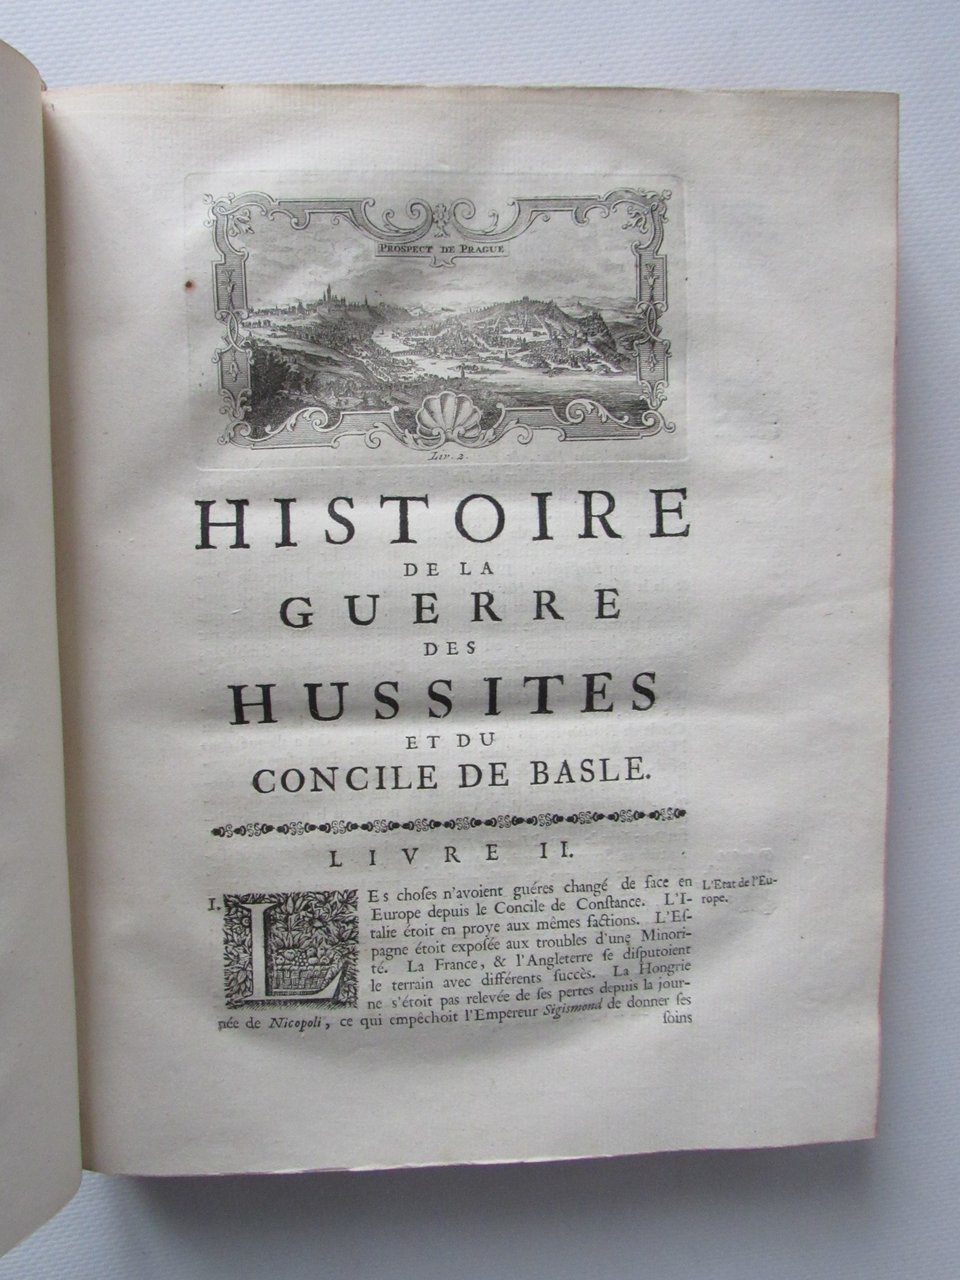 PROSPECT DE PRAGUE
Liv. 2.
HISTOIRE
DE LA
GUERRE
DES
HUSSITES
ET DU
CONCILE DE BASLE.
LIVRE II.
I. LEs choſes n'avoient guéres changé de face en
Europe depuis le Concile de Conſtance. L'I-
talie étoit en proye aux mêmes factions. L'Eſ-
pagne étoit expoſée aux troubles d'une Minori-
té. La France, & l'Angleterre ſe diſputoient
le terrain avec différents ſuccès. La Hongrie
ne s'étoit pas relevée de ſes pertes depuis la jour-
née de Nicopoli, ce qui empêchoit l'Empereur Sigismond de donner ſes
ſoins
L'Etat de l'Eu-
rope.